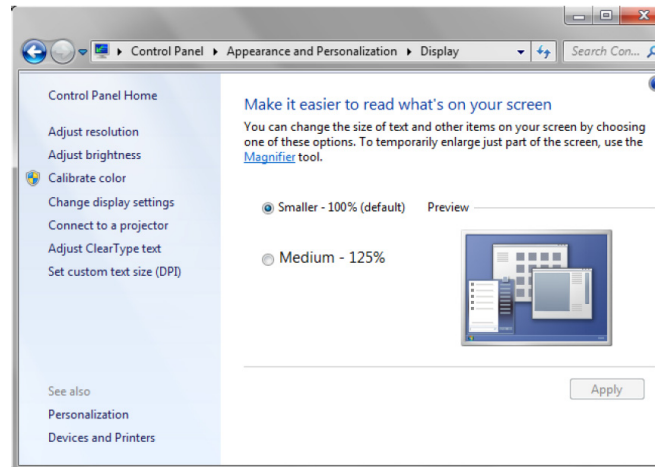 Control Panel ▸ Appearance and Personalization ▸ Display
Search Con...
Control Panel Home
Adjust resolution
Adjust brightness
Calibrate color
Change display settings
Connect to a projector
Adjust ClearType text
Set custom text size (DPI)
See also
Personalization
Devices and Printers
Make it easier to read what's on your screen
You can change the size of text and other items on your screen by choosing
one of these options. To temporarily enlarge just part of the screen, use the
Magnifier tool.
Smaller - 100% (default)
Preview
Medium - 125%
Apply